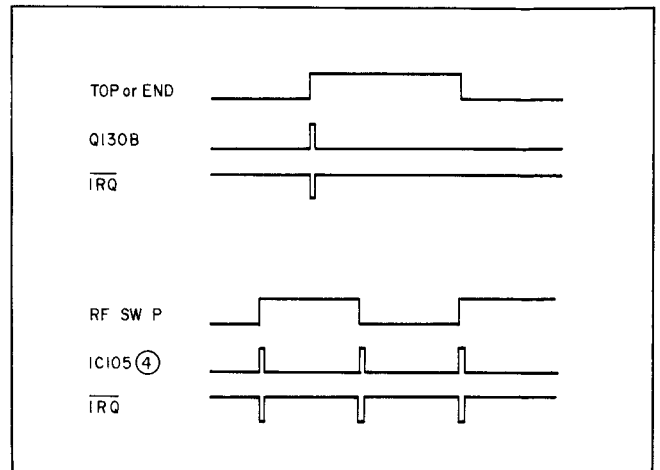 TOP or END
Q130B
IRQ
RF SW P
IC105 ④
IRQ